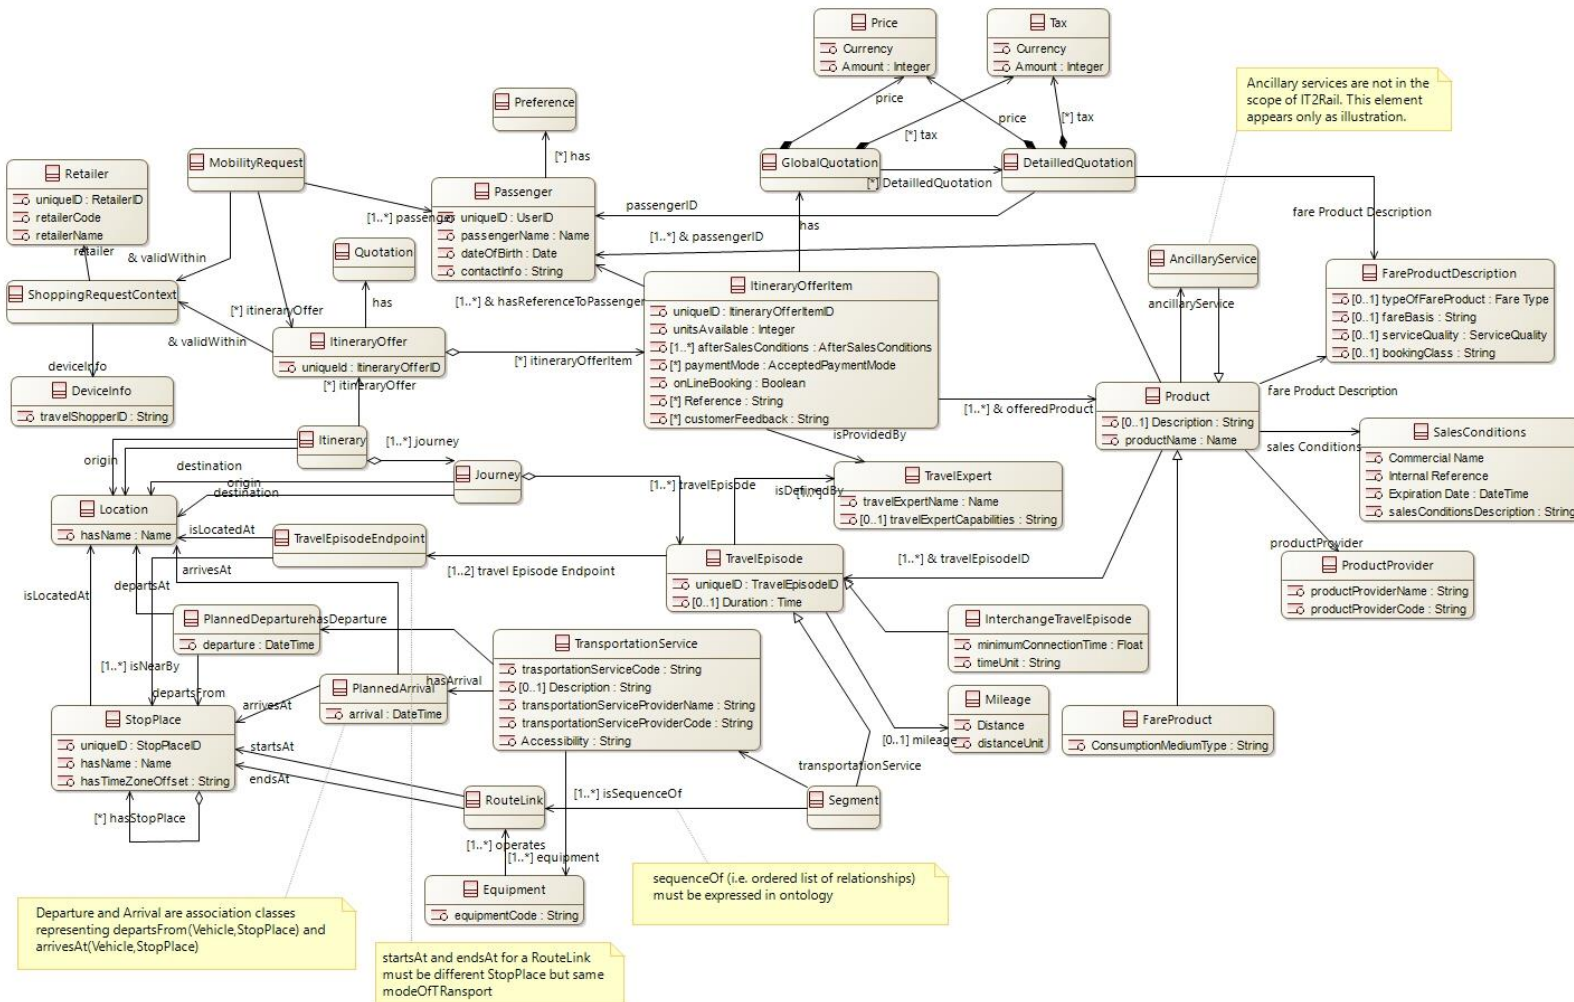 Price
Currency
Amount : Integer
Tax
Currency
Amount : Integer
Ancillary services are not in the
scope of IT2Rail. This element
appears only as illustration.
price
[*] tax
price
[*] tax
Preference
[*] has
MobilityRequest
Retailer
uniqueID : RetailerID
retailerCode
retailerName
retailer
Passenger
uniqueID : UserID
passengerName : Name
dateOfBirth : Date
contactInfo : String
[1..*] passenger
GlobalQuotation
DetailledQuotation
[*] DetailledQuotation
passengerID
has
fare Product Description
[1..*] & passengerID
Quotation
has
& validWithin
ShoppingRequestContext
[*] itineraryOffer
& validWithin
[1..*] & hasReferenceToPassenger
AncillaryService
ancillaryService
FareProductDescription
[0..1] typeOfFareProduct : Fare Type
[0..1] fareBasis : String
[0..1] serviceQuality : ServiceQuality
[0..1] bookingClass : String
ItineraryOfferItem
uniqueID : ItineraryOfferItemID
unitsAvailable : Integer
[1..*] afterSalesConditions : AfterSalesConditions
[*] paymentMode : AcceptedPaymentMode
onLineBooking : Boolean
[*] Reference : String
[*] customerFeedback : String
ItineraryOffer
uniqueId : ItineraryOfferID
[*] itineraryOfferItem
[*] itineraryOffer
deviceInfo
DeviceInfo
travelShopperID : String
fare Product Description
Product
[0..1] Description : String
productName : Name
[1..*] & offeredProduct
isProvidedBy
sales Conditions
SalesConditions
Commercial Name
Internal Reference
Expiration Date : DateTime
salesConditionsDescription : String
Itinerary
[1..*] journey
origin
destination
origin
destination
Journey
[1..*] travelEpisode
isDefinedBy
TravelExpert
travelExpertName : Name
[0..1] travelExpertCapabilities : String
Location
hasName : Name
isLocatedAt
TravelEpisodeEndpoint
arrivesAt
[1..2] travel Episode Endpoint
TravelEpisode
uniqueID : TravelEpisodeID
[0..1] Duration : Time
[1..*] & travelEpisodeID
productProvider
ProductProvider
productProviderName : String
productProviderCode : String
departsAt
isLocatedAt
PlannedDeparture
hasDeparture
departure : DateTime
InterchangeTravelEpisode
minimumConnectionTime : Float
timeUnit : String
TransportationService
trasportationServiceCode : String
[0..1] Description : String
transportationServiceProviderName : String
transportationServiceProviderCode : String
Accessibility : String
[1..*] isNearBy
departsFrom
hasArrival
PlannedArrival
arrival : DateTime
arrivesAt
StopPlace
uniqueID : StopPlaceID
hasName : Name
hasTimeZoneOffset : String
startsAt
endsAt
[*] hasStopPlace
Mileage
Distance
distanceUnit
[0..1] mileage
FareProduct
ConsumptionMediumType : String
transportationService
RouteLink
[1..*] isSequenceOf
Segment
[1..*] operates
[1..*] equipment
Equipment
equipmentCode : String
sequenceOf (i.e. ordered list of relationships)
must be expressed in ontology
Departure and Arrival are association classes
representing departsFrom(Vehicle,StopPlace) and
arrivesAt(Vehicle,StopPlace)
startsAt and endsAt for a RouteLink
must be different StopPlace but same
modeOfTRansport